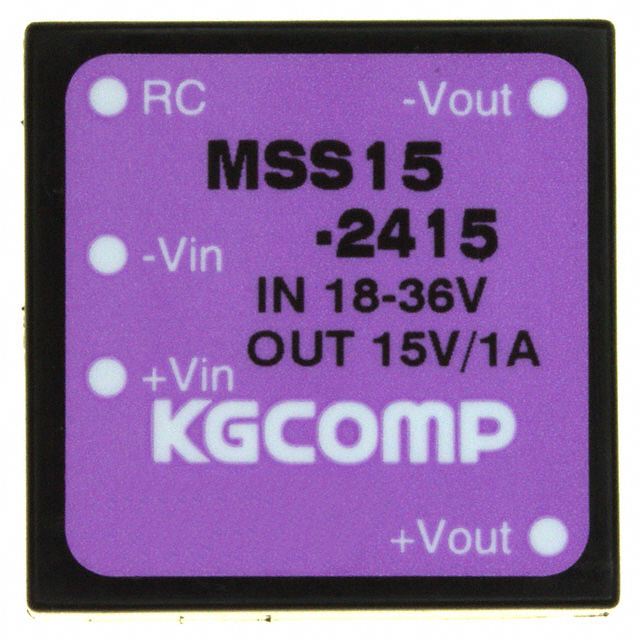 RC
-Vout
MSS15
-2415
-Vin
IN 18-36V
OUT 15V/1A
+Vin
KGCOMP
+Vout